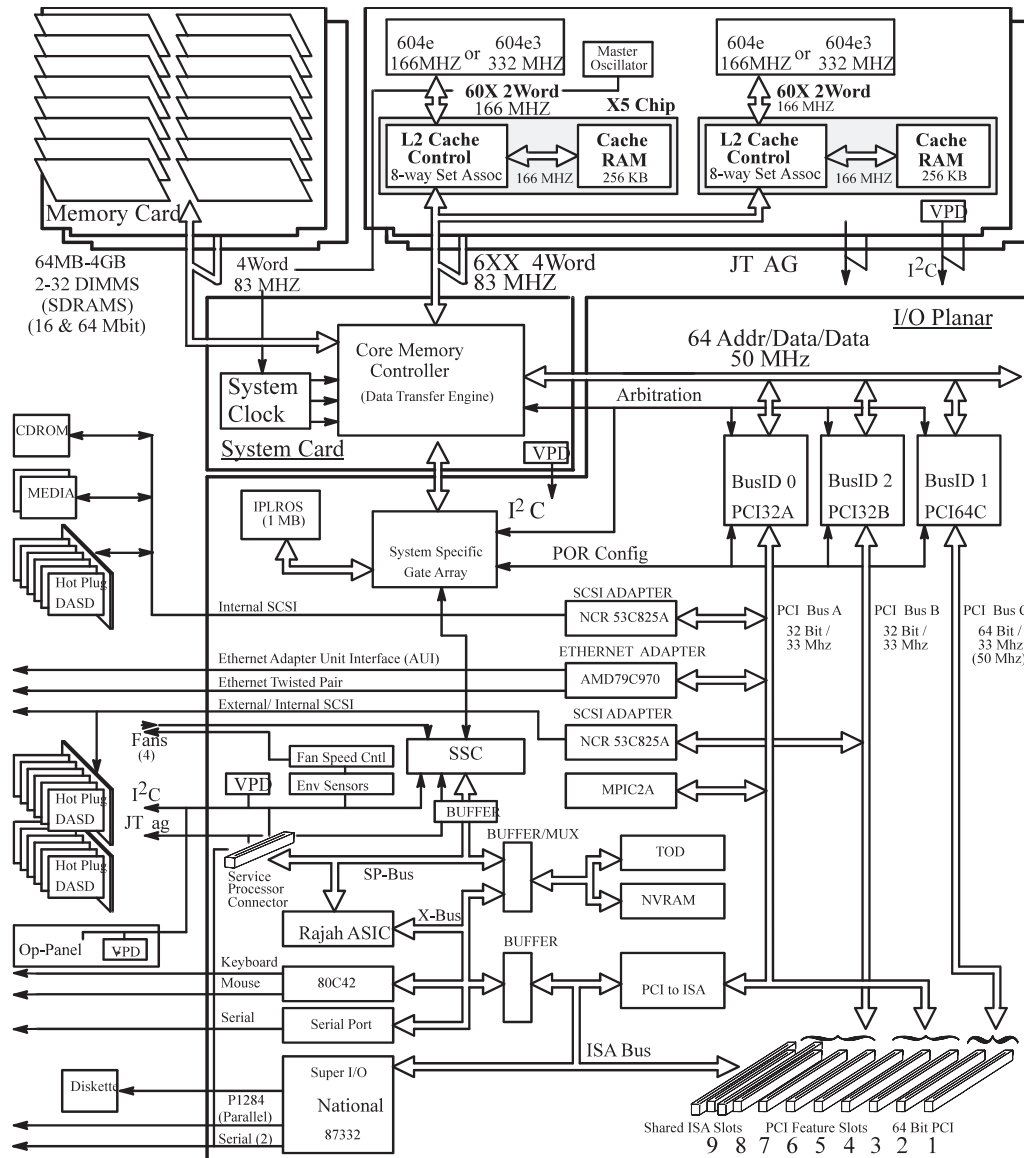 604e
166MHZ or
604e3
332 MHZ
Master
Oscillator
604e
166MHZ or
604e3
332 MHZ
60X 2Word
166 MHZ
X5 Chip
60X 2Word
166 MHZ
L2 Cache
Control
8-way Set Assoc
166 MHZ
Cache
RAM
256 KB
L2 Cache
Control
8-way Set Assoc
166 MHZ
Cache
RAM
256 KB
Memory Card
VPD
64MB-4GB
2-32 DIMMS
(SDRAMS)
(16 & 64 Mbit)
4Word
83 MHZ
6XX 4Word
83 MHZ
JT AG
I2C
I/O Planar
64 Addr/Data/Data
50 MHz
Core Memory
Controller
(Data Transfer Engine)
System
Clock
System Card
Arbitration
VPD
I2 C
CDROM
MEDIA
Hot Plug
DASD
IPLROS
(1 MB)
System Specific
Gate Array
BusID 0
PCI32A
BusID 2
PCI32B
BusID 1
PCI64C
POR Config
Internal SCSI
SCSI ADAPTER
NCR 53C825A
PCI Bus A
32 Bit /
33 Mhz
PCI Bus B
32 Bit /
33 Mhz
PCI Bus C
64 Bit /
33 Mhz
(50 Mhz)
Ethernet Adapter Unit Interface (AUI)
Ethernet Twisted Pair
External/ Internal SCSI
ETHERNET ADAPTER
AMD79C970
SCSI ADAPTER
NCR 53C825A
Fans
(4)
Fan Speed Cntl
SSC
Env Sensors
MPIC2A
Hot Plug
DASD
Hot Plug
DASD
I2C
VPD
JT ag
BUFFER
BUFFER/MUX
TOD
NVRAM
SP-Bus
Service
Processor
Connector
X-Bus
Rajah ASIC
Op-Panel
VPD
BUFFER
Keyboard
Mouse
80C42
PCI to ISA
Serial
Serial Port
ISA Bus
Diskette
Super I/O
National
87332
P1284
(Parallel)
Serial (2)
Shared ISA Slots
PCI Feature Slots
64 Bit PCI
9 8 7 6 5 4 3 2 1